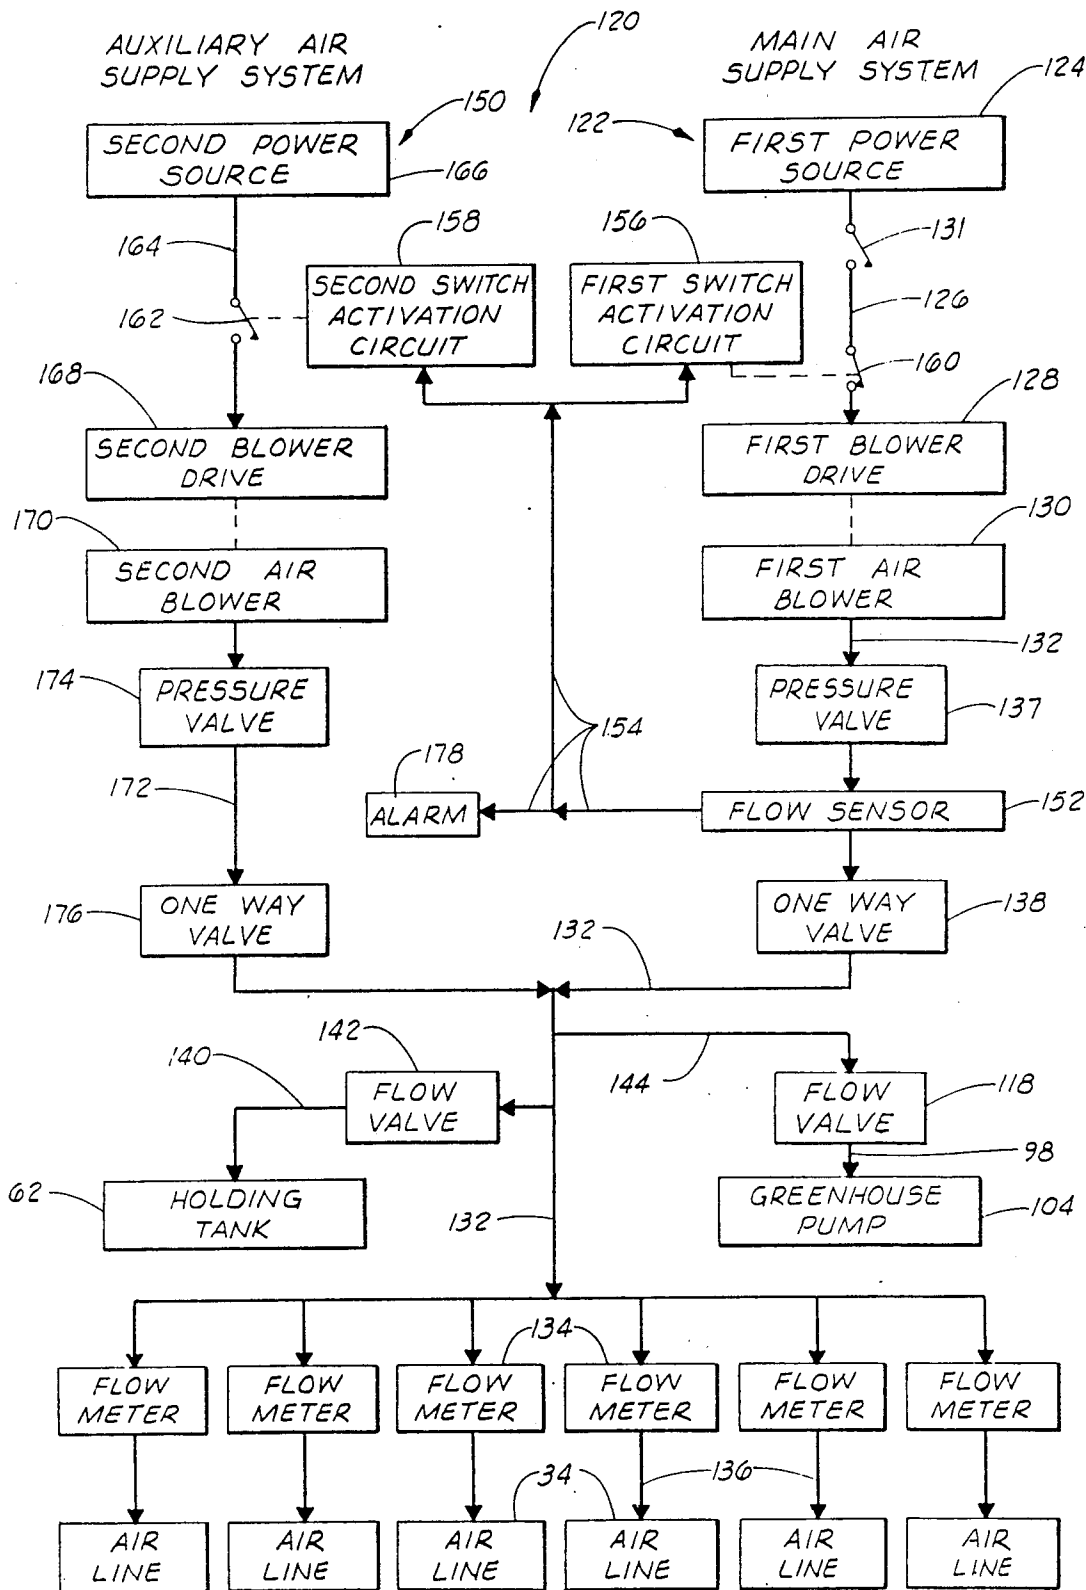 AUXILIARY AIR
SUPPLY SYSTEM
120
MAIN AIR
SUPPLY SYSTEM
124
150
122
SECOND POWER
SOURCE
166
FIRST POWER
SOURCE
164
158
156
131
SECOND SWITCH
ACTIVATION
CIRCUIT
FIRST SWITCH
ACTIVATION
CIRCUIT
126
162
160
168
128
SECOND BLOWER
DRIVE
FIRST BLOWER
DRIVE
170
130
SECOND AIR
BLOWER
FIRST AIR
BLOWER
132
174
PRESSURE
VALVE
PRESSURE
VALVE
137
154
172
178
ALARM
FLOW SENSOR
152
176
ONE WAY
VALVE
ONE WAY
VALVE
138
132
142
140
144
FLOW
VALVE
FLOW
VALVE
118
98
62
HOLDING
TANK
132
GREENHOUSE
PUMP
104
134
FLOW
METER
FLOW
METER
FLOW
METER
FLOW
METER
FLOW
METER
FLOW
METER
34
136
AIR
LINE
AIR
LINE
AIR
LINE
AIR
LINE
AIR
LINE
AIR
LINE